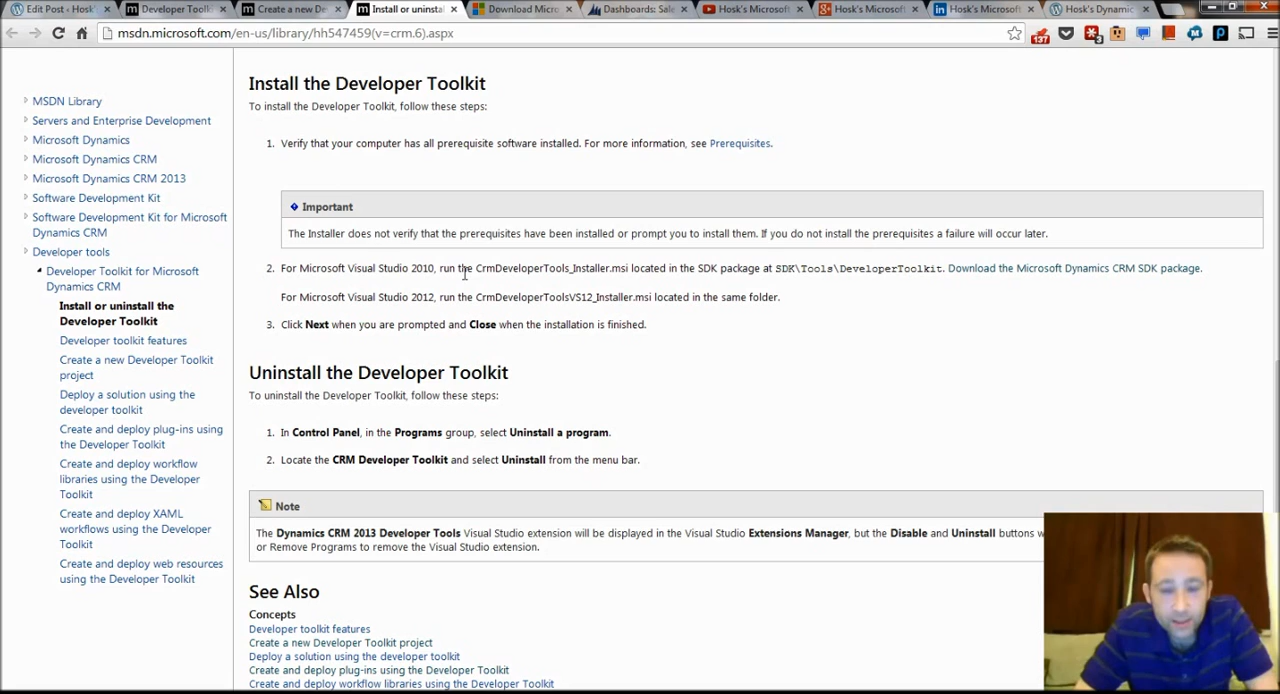 Edit Post ‹ Hosk'
Developer Toolk
Create a new De
Install or uninsta
Download Micro
Dashboards: Sale
Hosk's Microsoft
Hosk's Microsoft
Hosk's Microsoft
Hosk's Dynamic
msdn.microsoft.com/en-us/library/hh547459(v=crm.6).aspx
137
3
MSDN Library
Servers and Enterprise Development
Microsoft Dynamics
Microsoft Dynamics CRM
Microsoft Dynamics CRM 2013
Software Development Kit
Software Development Kit for Microsoft
Dynamics CRM
Developer tools
Developer Toolkit for Microsoft
Dynamics CRM
Install or uninstall the
Developer Toolkit
Developer toolkit features
Create a new Developer Toolkit
project
Deploy a solution using the
developer toolkit
Create and deploy plug-ins using
the Developer Toolkit
Create and deploy workflow
libraries using the Developer
Toolkit
Create and deploy XAML
workflows using the Developer
Toolkit
Create and deploy web resources
using the Developer Toolkit
Install the Developer Toolkit
To install the Developer Toolkit, follow these steps:
1. Verify that your computer has all prerequisite software installed. For more information, see Prerequisites.
Important
The Installer does not verify that the prerequisites have been installed or prompt you to install them. If you do not install the prerequisites a failure will occur later.
2. For Microsoft Visual Studio 2010, run the CrmDeveloperTools_Installer.msi located in the SDK package at SDK\Tools\DeveloperToolkit. Download the Microsoft Dynamics CRM SDK package.
For Microsoft Visual Studio 2012, run the CrmDeveloperToolsVS12_Installer.msi located in the same folder.
3. Click Next when you are prompted and Close when the installation is finished.
Uninstall the Developer Toolkit
To uninstall the Developer Toolkit, follow these steps:
1. In Control Panel, in the Programs group, select Uninstall a program.
2. Locate the CRM Developer Toolkit and select Uninstall from the menu bar.
Note
The Dynamics CRM 2013 Developer Tools Visual Studio extension will be displayed in the Visual Studio Extensions Manager, but the Disable and Uninstall buttons w
or Remove Programs to remove the Visual Studio extension.
See Also
Concepts
Developer toolkit features
Create a new Developer Toolkit project
Deploy a solution using the developer toolkit
Create and deploy plug-ins using the Developer Toolkit
Create and deploy workflow libraries using the Developer Toolkit